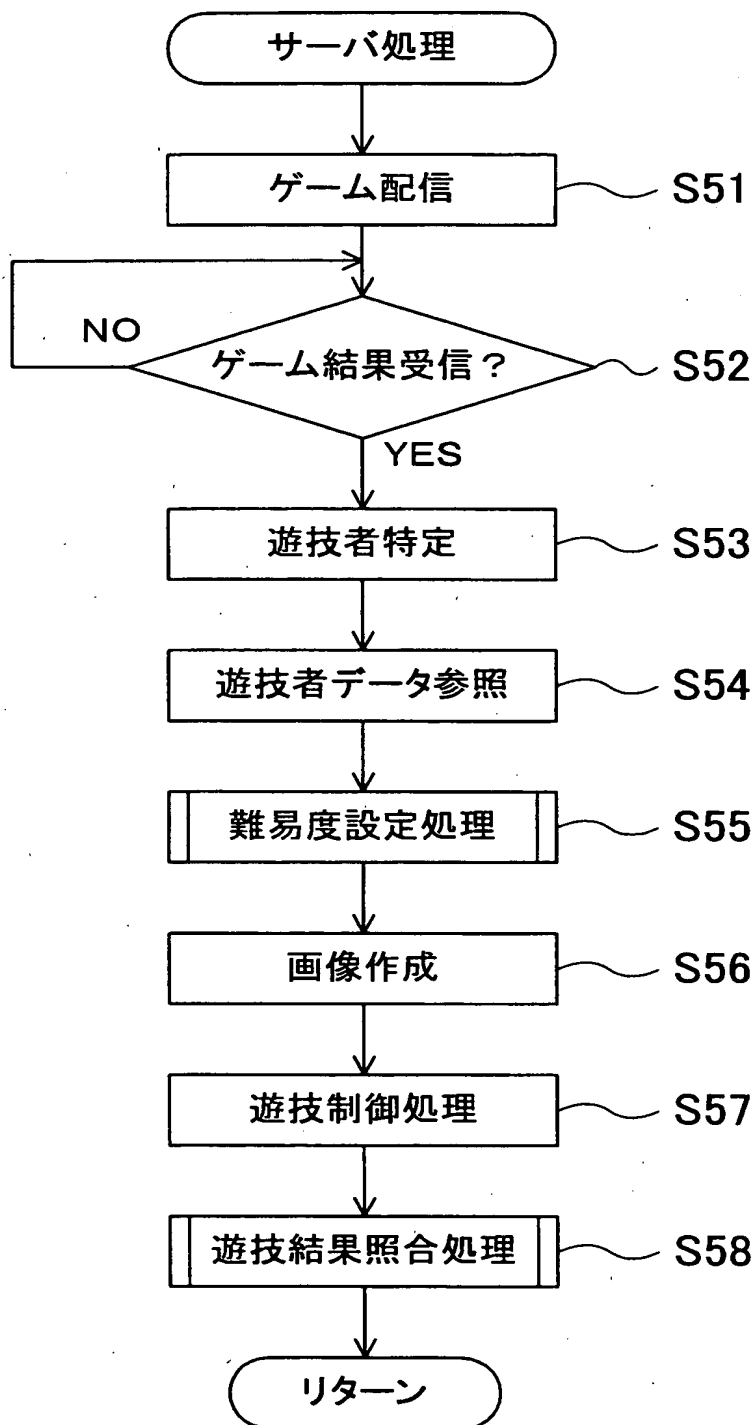 サーバ処理
ゲーム配信
S51
NO
ゲーム結果受信?
S52
YES
遊技者特定
S53
遊技者データ参照
S54
難易度設定処理
S55
画像作成
S56
遊技制御処理
S57
遊技結果照合処理
S58
リターン